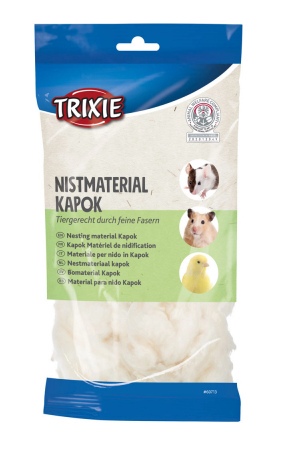 TRIXIE
NISTMATERIAL
KAPOK
Tiergerecht durch feine Fasern
Nesting material Kapok
Kapok Matériel de nidification
Materiale per nido in Kapok
Nestmateriaal kapok
Bomaterial Kapok
Material para nido Kapok